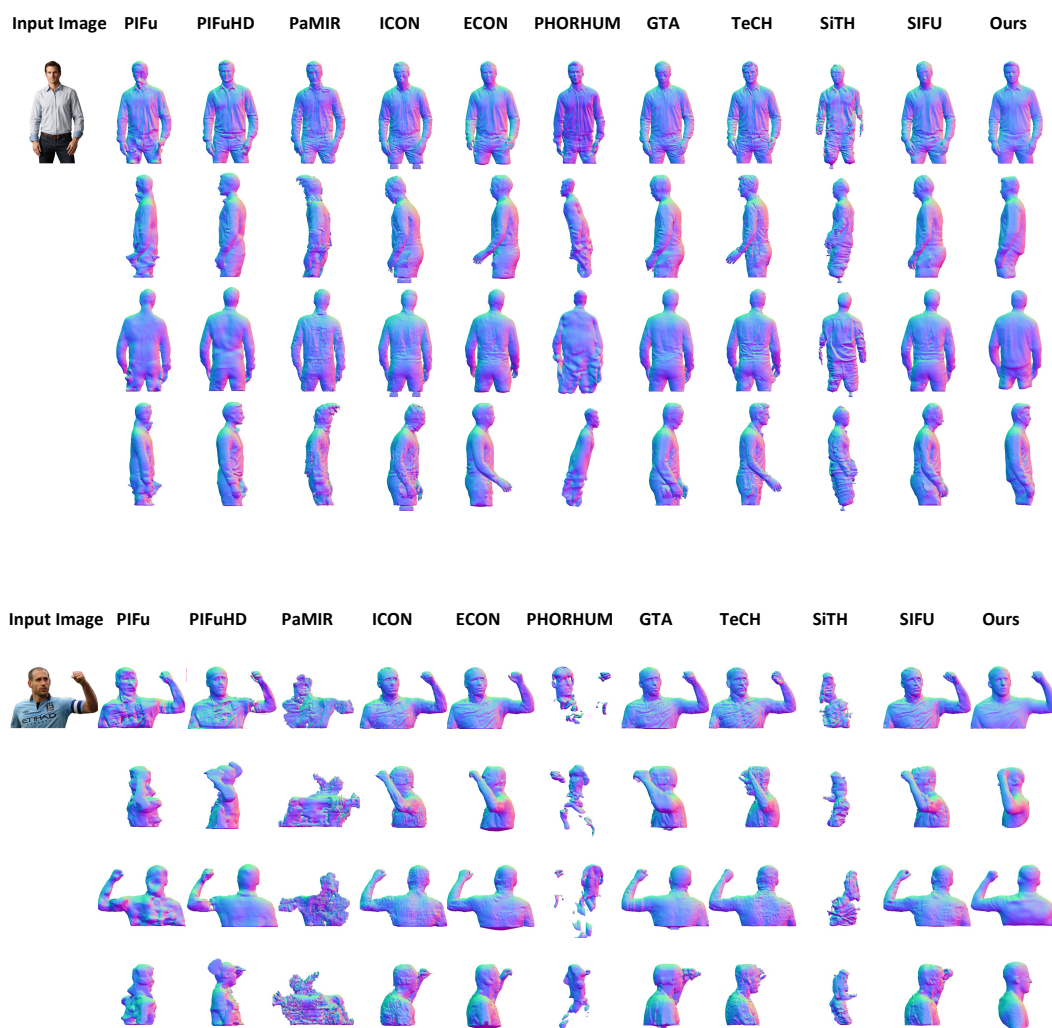 Input Image PIFu PIFuHD PaMIR ICON ECON PHORHUM GTA TeCH SiTH SIFU Ours
Input Image PIFu PIFuHD PaMIR ICON ECON PHORHUM GTA TeCH SiTH SIFU Ours
ETIHAD